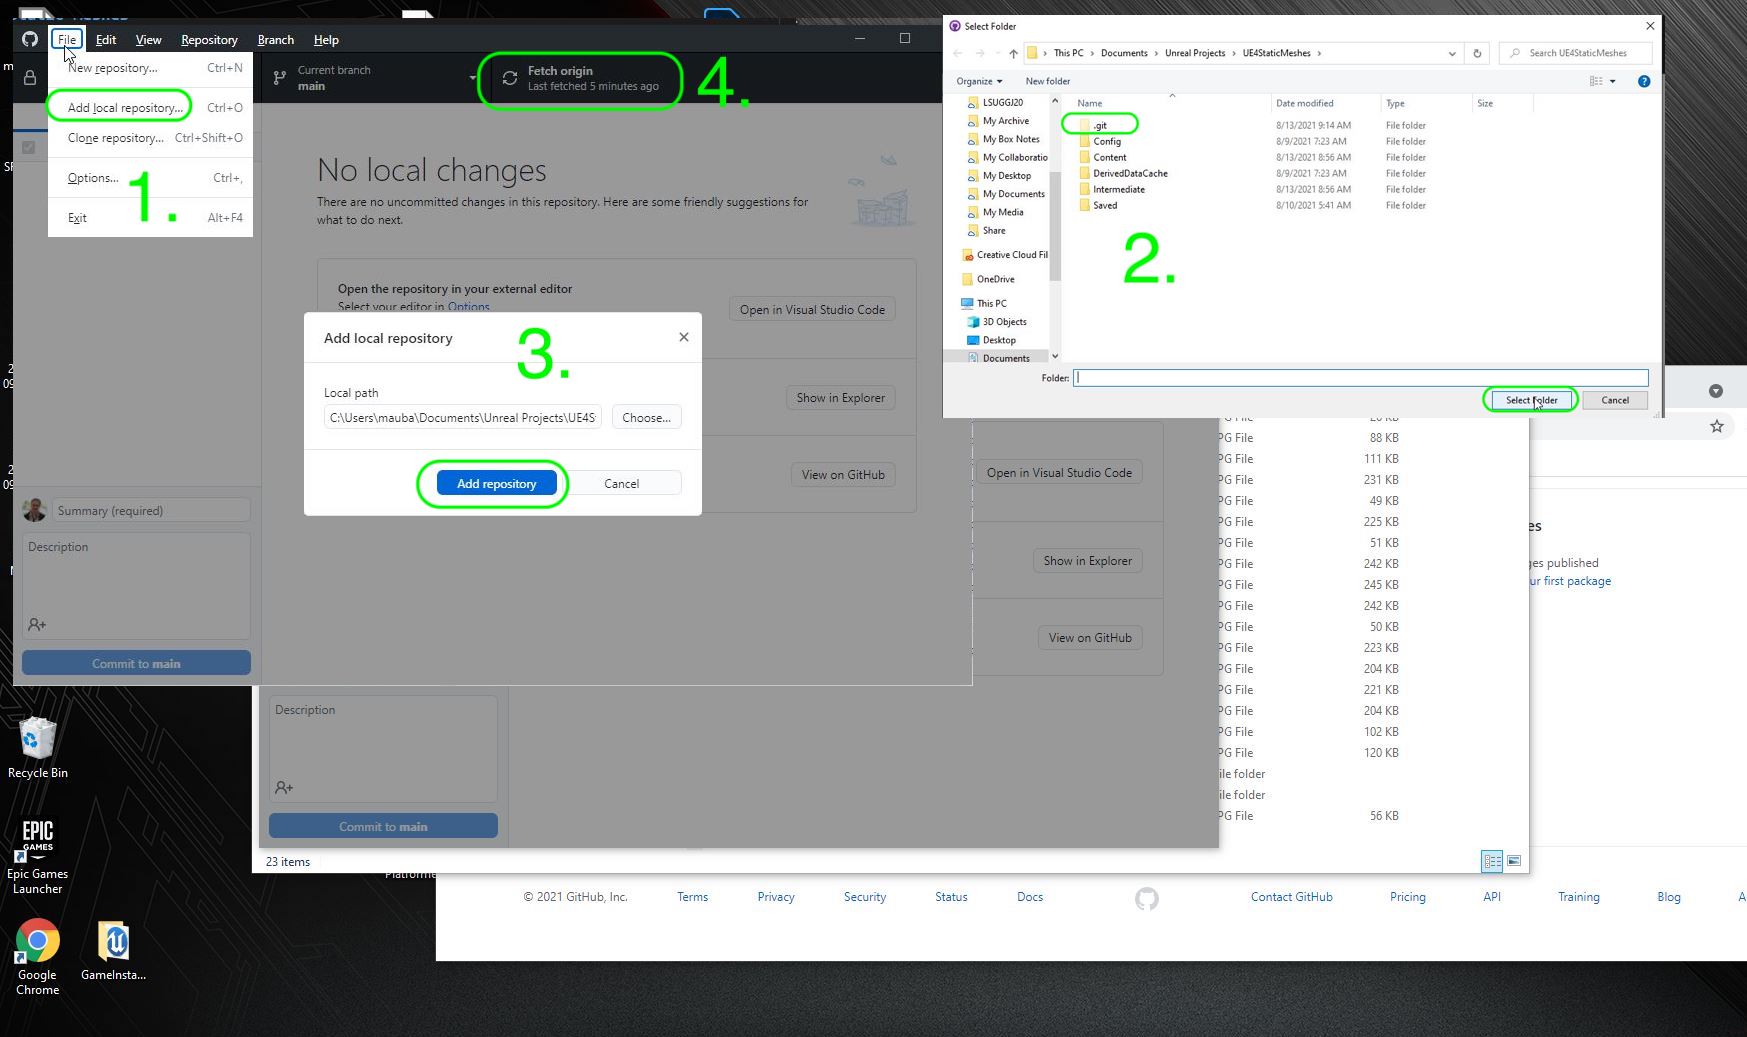 File Edit View Repository Branch Help
New repository... Ctrl+N
Add local repository... Ctrl+O
Clone repository... Ctrl+Shift+O
Options... Ctrl+,
Exit Alt+F4
1.
Current branch
main
Fetch origin
Last fetched 5 minutes ago
4.
No local changes
There are no uncommitted changes in this repository. Here are some friendly suggestions for
what to do next.
Open the repository in your external editor
Select your editor in Options
Open in Visual Studio Code
Show in Explorer
View on GitHub
Add local repository
3.
Local path
C:\Users\mauba\Documents\Unreal Projects\UE4S
Choose...
Add repository
Cancel
Summary (required)
Description
Commit to main
Select Folder
This PC › Documents › Unreal Projects › UE4StaticMeshes ›
Search UE4StaticMeshes
Organize
New folder
LSUGGJ20
My Archive
My Box Notes
My Collaboratio
My Desktop
My Documents
My Media
Share
Creative Cloud Fil
OneDrive
This PC
3D Objects
Desktop
Documents
Name Date modified Type Size
.git 8/13/2021 9:14 AM File folder
Config 8/9/2021 7:23 AM File folder
Content 8/13/2021 8:56 AM File folder
DerivedDataCache 8/9/2021 7:23 AM File folder
Intermediate 8/13/2021 8:56 AM File folder
Saved 8/10/2021 5:41 AM File folder
2.
Folder:
Select Folder
Cancel
Open in Visual Studio Code
Show in Explorer
View on GitHub
Description
Commit to main
PG File 88 KB
PG File 111 KB
PG File 231 KB
PG File 49 KB
PG File 225 KB
PG File 51 KB
PG File 242 KB
PG File 245 KB
PG File 242 KB
PG File 50 KB
PG File 223 KB
PG File 204 KB
PG File 221 KB
PG File 204 KB
PG File 102 KB
PG File 120 KB
ile folder
ile folder
PG File 56 KB
23 items
es
ges published
ur first package
Platforme
© 2021 GitHub, Inc. Terms Privacy Security Status Docs Contact GitHub Pricing API Training Blog A
Recycle Bin
EPIC
GAMES
Epic Games
Launcher
Google
Chrome
GameInsta...